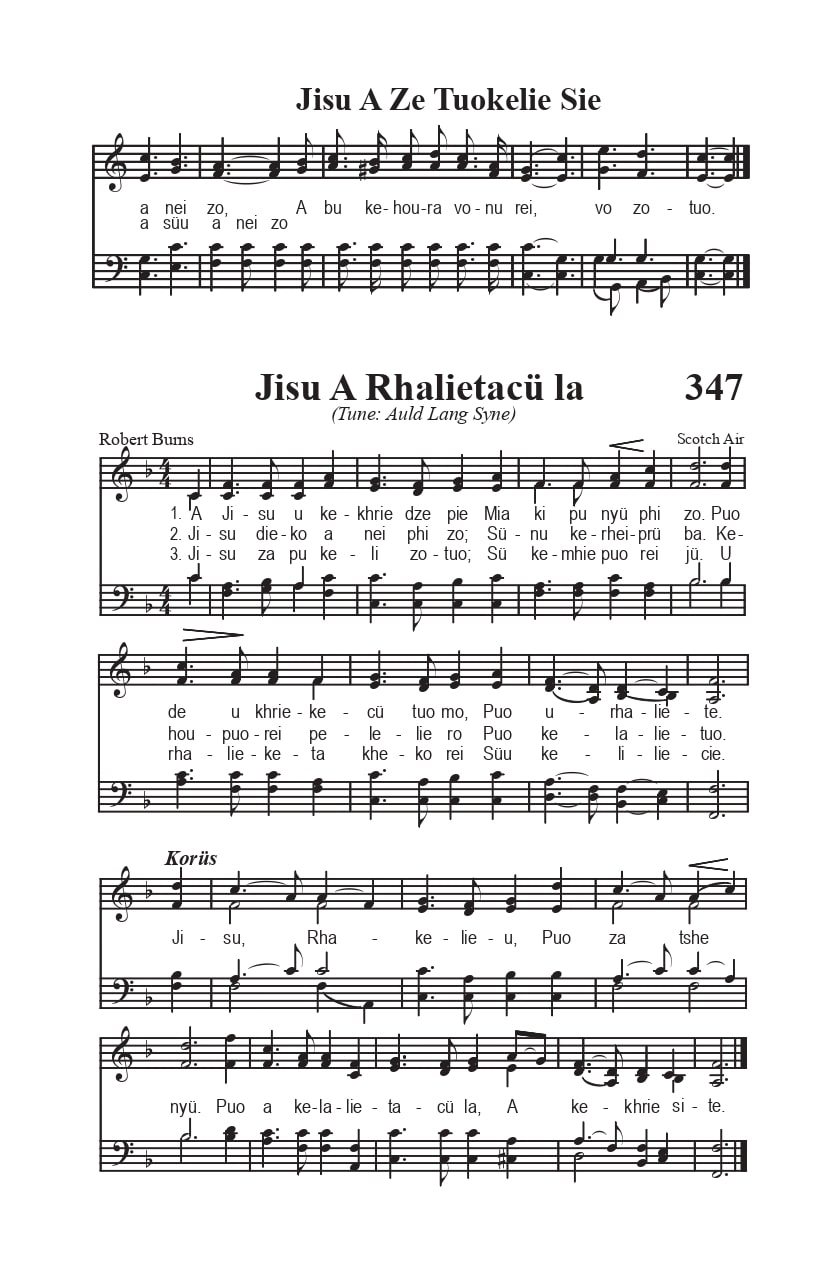 Jisu A Ze Tuokelie Sie
a nei zo, A bu ke-hou-ra vo-nu rei, vo zo-tuo.
a süu a nei zo
Jisu A Rhalietacü la 347
(Tune: Auld Lang Syne)
Robert Burns Scotch Air
1. A Ji-su u ke-khrie dze pie Mia ki pu nyü phi zo. Puo
2. Ji-su die-ko a nei phi zo; Sü-nu ke-rhei-prü ba. Ke-
3. Ji-su za pu ke-li zo-tuo; Sü ke-mhie puo rei jü. U
de u khrie-ke-cü tuo mo, Puo u-rha-lie-te.
hou-puo-rei pe-le-lie ro Puo ke-la-lie-tuo.
rha-lie-ke-ta khe-ko rei Süu ke-li-lie-cie.
Korüs
Ji-su, Rha-ke-lie-u, Puo za tshe
nyü. Puo a ke-la-lie-ta-cü la, A ke-khrie si-te.